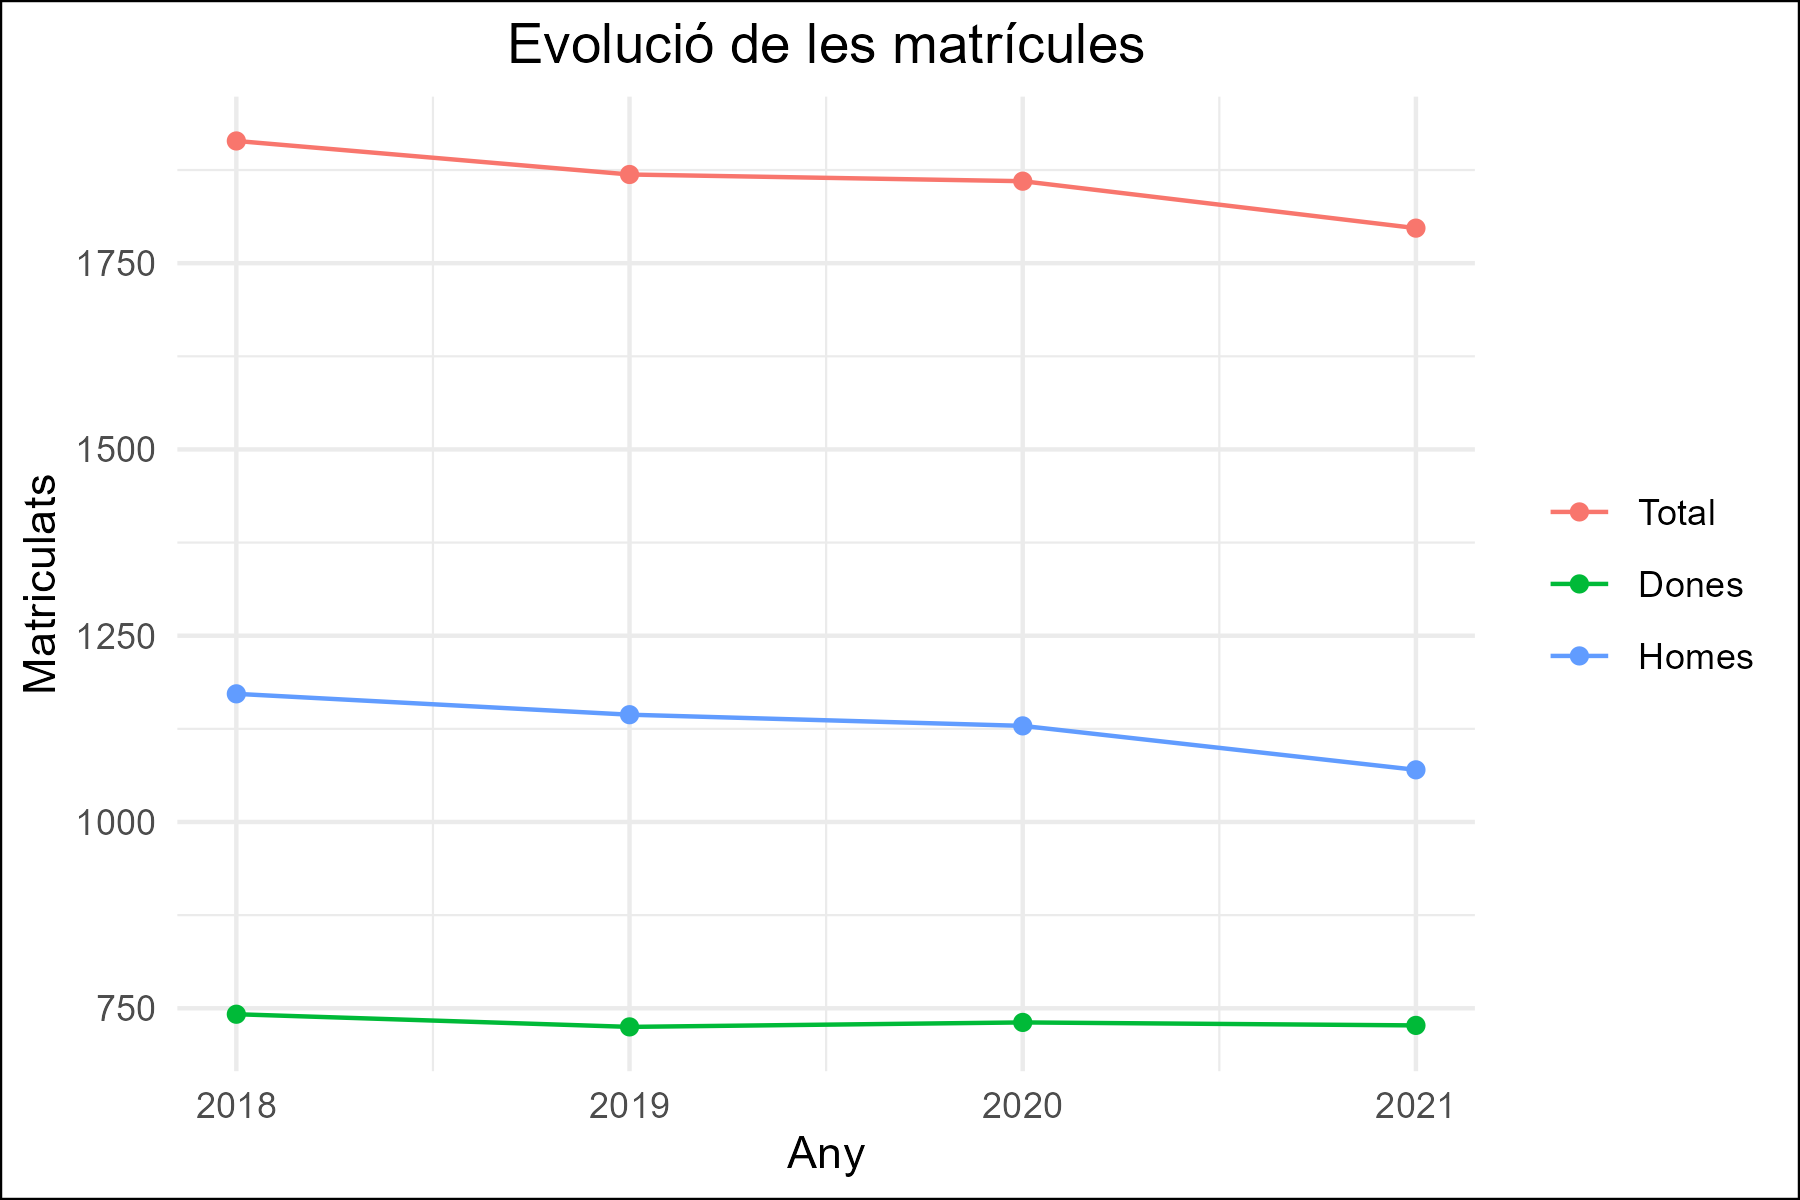 Evolució de les matrícules
Matriculats
1750
1500
1250
1000
750
2018
2019
2020
2021
Any
Total
Dones
Homes